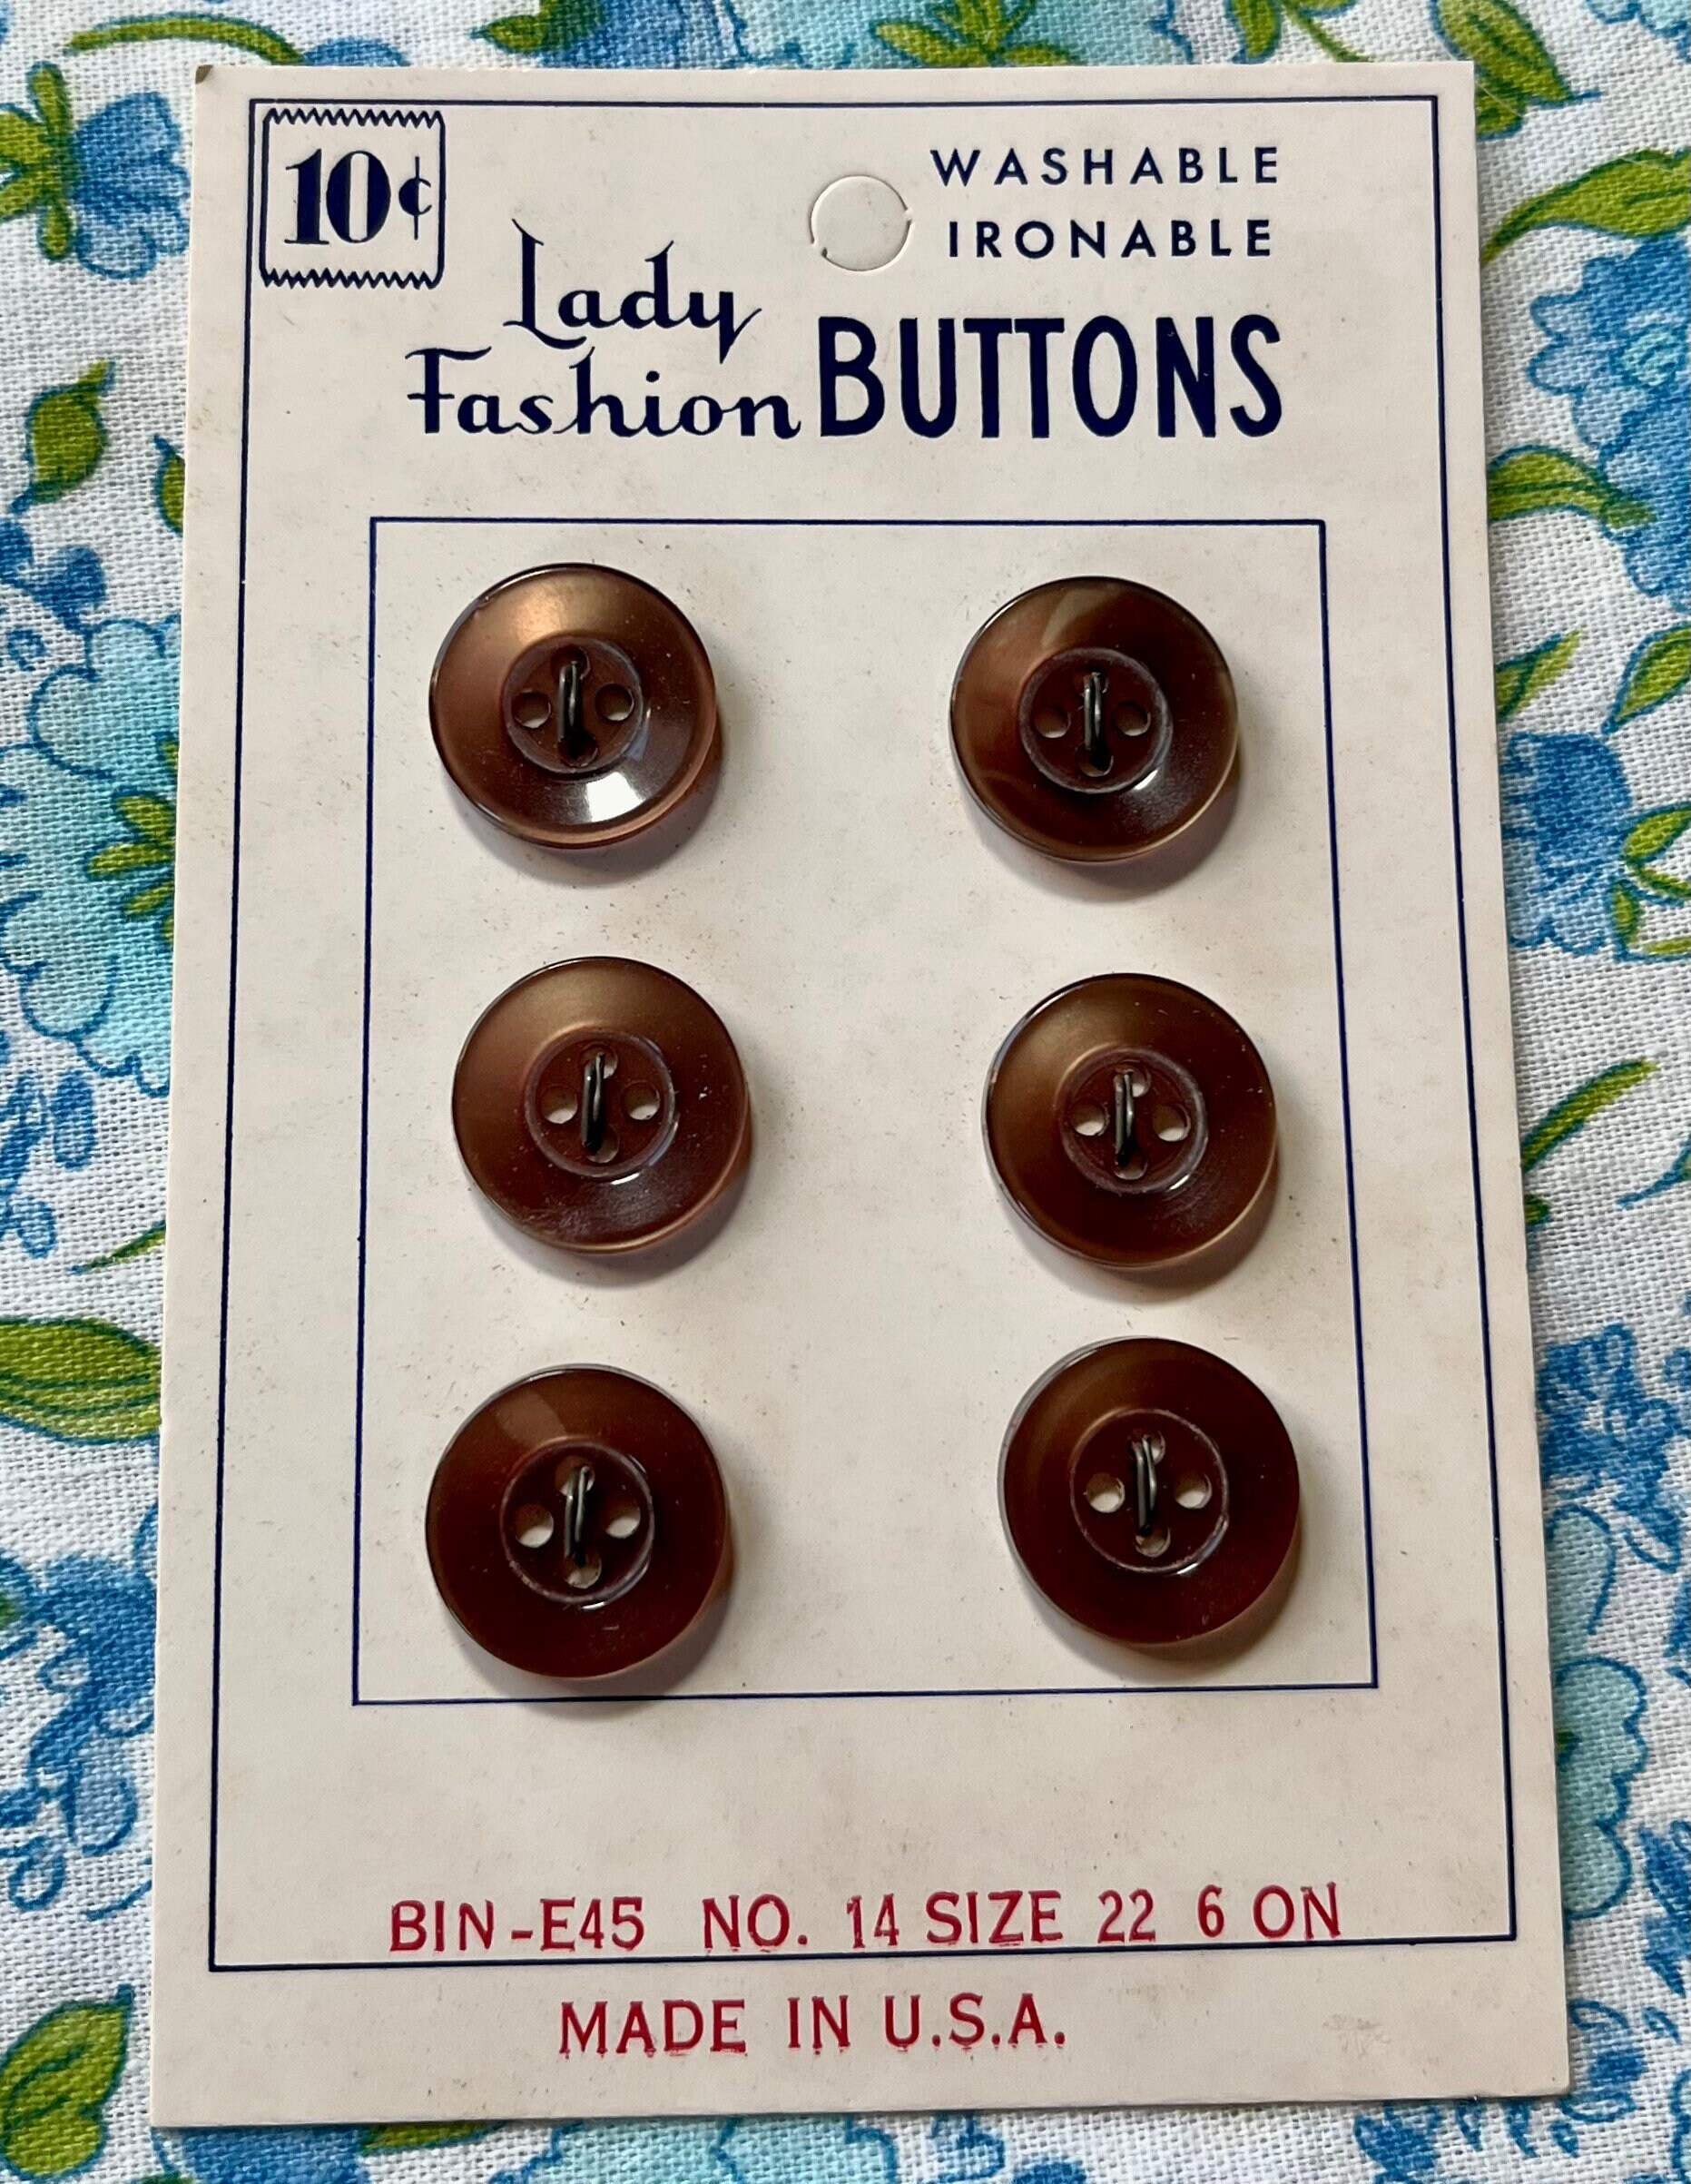 10¢
WASHABLE
IRONABLE
Lady
Fashion BUTTONS
BIN-E45 NO. 14 SIZE 22 6 ON
MADE IN U.S.A.